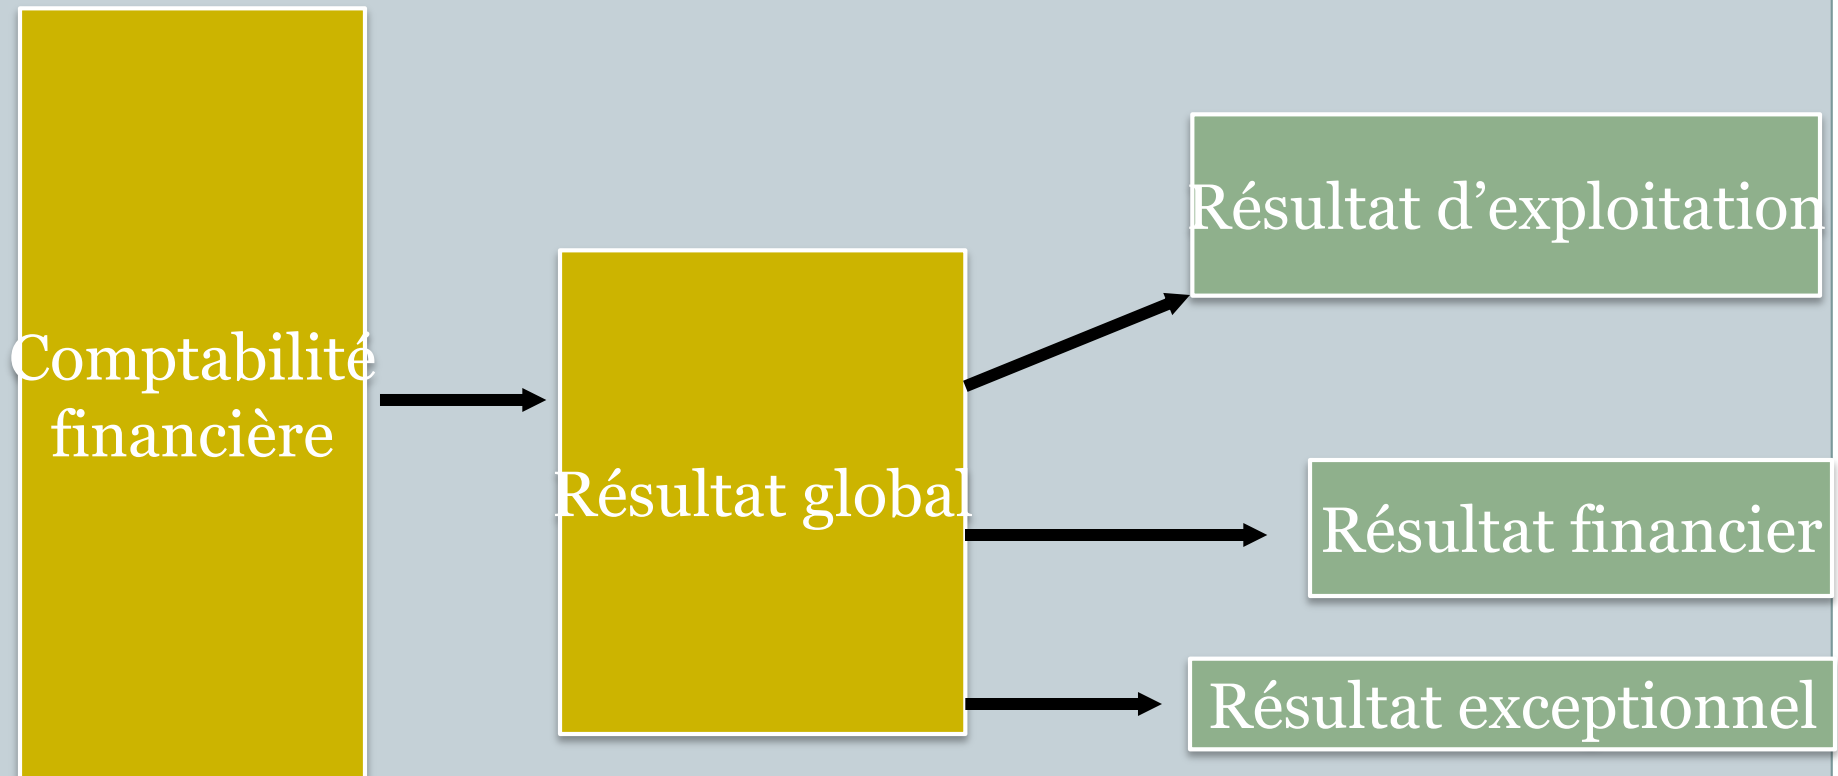 Comptabilité
financière
Résultat global
Résultat d’exploitation
Résultat financier
Résultat exceptionnel